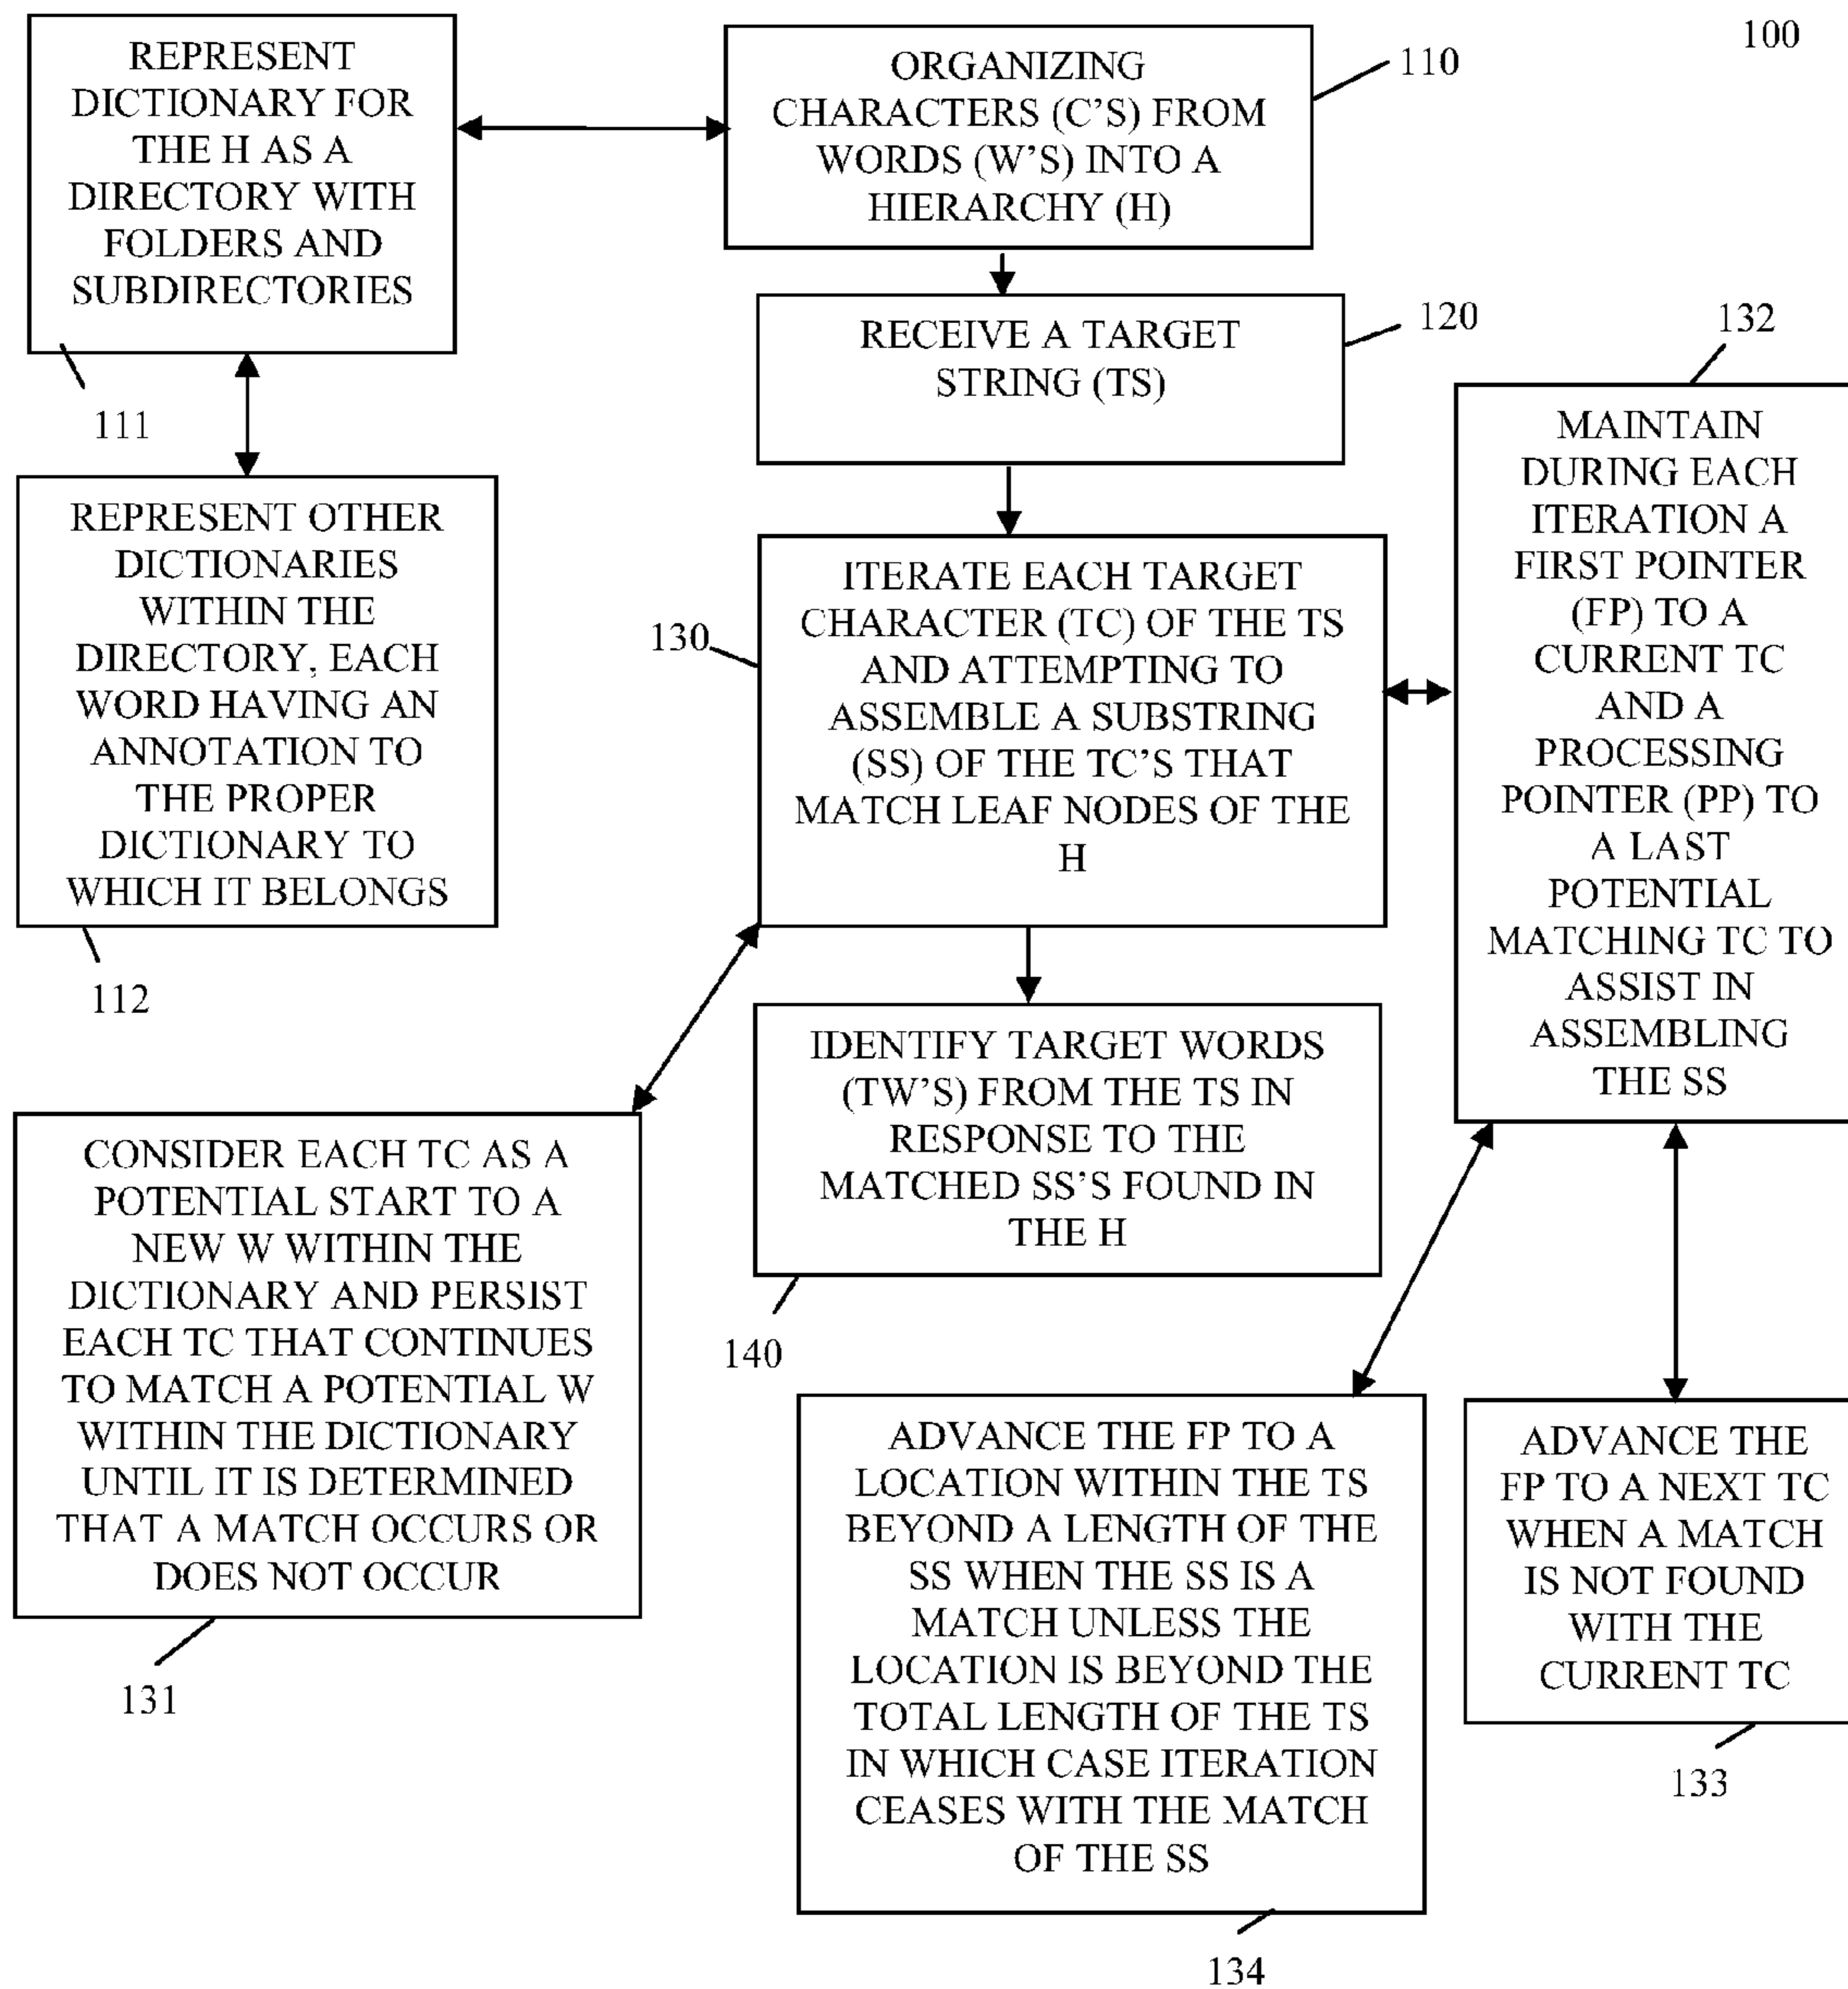 100
REPRESENT
DICTIONARY FOR
THE H AS A
DIRECTORY WITH
FOLDERS AND
SUBDIRECTORIES
111
ORGANIZING
CHARACTERS (C'S) FROM
WORDS (W'S) INTO A
HIERARCHY (H)
110
RECEIVE A TARGET
STRING (TS)
120
REPRESENT OTHER
DICTIONARIES
WITHIN THE
DIRECTORY, EACH
WORD HAVING AN
ANNOTATION TO
THE PROPER
DICTIONARY TO
WHICH IT BELONGS
112
130
ITERATE EACH TARGET
CHARACTER (TC) OF THE TS
AND ATTEMPTING TO
ASSEMBLE A SUBSTRING
(SS) OF THE TC'S THAT
MATCH LEAF NODES OF THE
H
132
MAINTAIN
DURING EACH
ITERATION A
FIRST POINTER
(FP) TO A
CURRENT TC
AND A
PROCESSING
POINTER (PP) TO
A LAST
POTENTIAL
MATCHING TC TO
ASSIST IN
ASSEMBLING
THE SS
IDENTIFY TARGET WORDS
(TW'S) FROM THE TS IN
RESPONSE TO THE
MATCHED SS'S FOUND IN
THE H
140
CONSIDER EACH TC AS A
POTENTIAL START TO A
NEW W WITHIN THE
DICTIONARY AND PERSIST
EACH TC THAT CONTINUES
TO MATCH A POTENTIAL W
WITHIN THE DICTIONARY
UNTIL IT IS DETERMINED
THAT A MATCH OCCURS OR
DOES NOT OCCUR
131
ADVANCE THE FP TO A
LOCATION WITHIN THE TS
BEYOND A LENGTH OF THE
SS WHEN THE SS IS A
MATCH UNLESS THE
LOCATION IS BEYOND THE
TOTAL LENGTH OF THE TS
IN WHICH CASE ITERATION
CEASES WITH THE MATCH
OF THE SS
134
ADVANCE THE
FP TO A NEXT TC
WHEN A MATCH
IS NOT FOUND
WITH THE
CURRENT TC
133